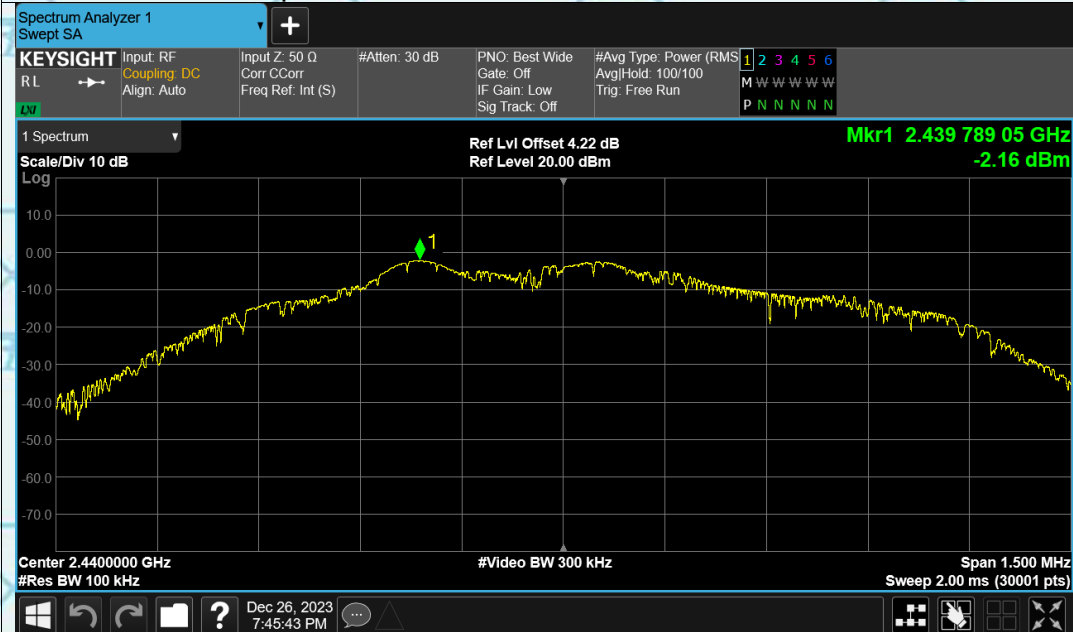 Spectrum Analyzer 1
Swept SA
+
KEYSIGHT
R L
LXI
Input: RF
Coupling: DC
Align: Auto
Input Z: 50 Ω
Corr CCorr
Freq Ref: Int (S)
#Atten: 30 dB
PNO: Best Wide
Gate: Off
IF Gain: Low
Sig Track: Off
#Avg Type: Power (RMS
Avg|Hold: 100/100
Trig: Free Run
1 2 3 4 5 6
M W W W W W
P N N N N N
1 Spectrum
Scale/Div 10 dB
Log
Ref Lvl Offset 4.22 dB
Ref Level 20.00 dBm
Mkr1 2.439 789 05 GHz
-2.16 dBm
10.0
0.00
-10.0
-20.0
-30.0
-40.0
-50.0
-60.0
-70.0
1
Center 2.4400000 GHz
#Res BW 100 kHz
#Video BW 300 kHz
Span 1.500 MHz
Sweep 2.00 ms (30001 pts)
?
Dec 26, 2023
7:45:43 PM